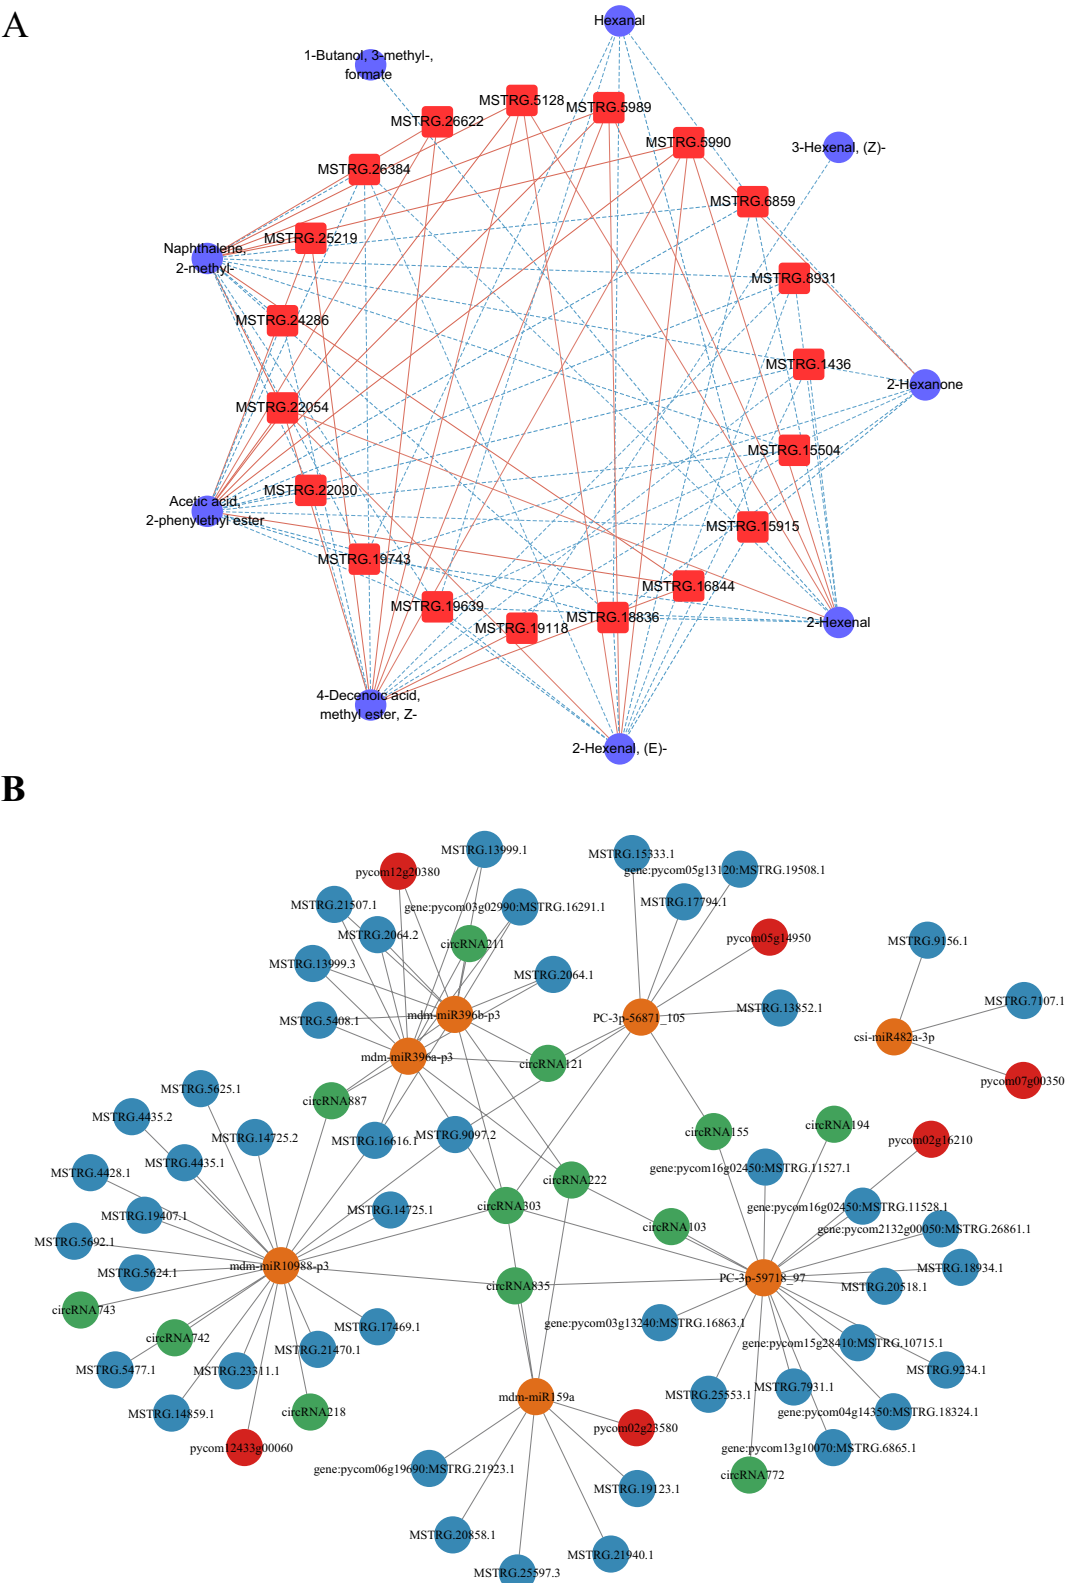 A
Hexanal
1-Butanol, 3-methyl-,
formate
MSTRG.5128
MSTRG.5989
MSTRG.26622
MSTRG.5990
3-Hexenal, (Z)-
MSTRG.26384
MSTRG.6859
MSTRG.25219
Naphthalene,
2-methyl-
MSTRG.8931
MSTRG.24286
MSTRG.1436
2-Hexanone
MSTRG.22054
MSTRG.15504
MSTRG.22030
Acetic acid,
2-phenylethyl ester
MSTRG.15915
MSTRG.19743
MSTRG.16844
MSTRG.19639
MSTRG.18836
MSTRG.19118
2-Hexenal
4-Decenoic acid,
methyl ester, Z-
2-Hexenal, (E)-
B
MSTRG.13999.1
MSTRG.15333.1
pycom12g20380
gene:pycom05g13120:MSTRG.19508.1
MSTRG.21507.1
gene:pycom03g02990:MSTRG.16291.1
MSTRG.17794.1
MSTRG.2064.2
circRNA211
pycom05g14950
MSTRG.9156.1
MSTRG.13999.3
MSTRG.2064.1
MSTRG.7107.1
MSTRG.13852.1
MSTRG.5408.1
mdm-miR396b-p3
PC-3p-56871_105
csi-miR482a-3p
mdm-miR396a-p3
circRNA121
pycom07g00350
MSTRG.5625.1
circRNA887
MSTRG.4435.2
MSTRG.14725.2
MSTRG.16616.1
MSTRG.9097.2
circRNA155
circRNA194
pycom02g16210
MSTRG.4435.1
gene:pycom16g02450:MSTRG.11527.1
MSTRG.4428.1
circRNA222
MSTRG.19407.1
MSTRG.14725.1
circRNA303
gene:pycom16g02450:MSTRG.11528.1
circRNA103
gene:pycom2132g00050:MSTRG.26861.1
MSTRG.5692.1
mdm-miR10988-p3
MSTRG.5624.1
MSTRG.18934.1
PC-3p-59718_97
circRNA835
MSTRG.20518.1
circRNA743
MSTRG.17469.1
gene:pycom03g13240:MSTRG.16863.1
circRNA742
MSTRG.21470.1
gene:pycom15g28410:MSTRG.10715.1
MSTRG.5477.1
MSTRG.23311.1
MSTRG.9234.1
MSTRG.7931.1
mdm-miR159a
MSTRG.25553.1
MSTRG.14859.1
circRNA218
gene:pycom04g14350:MSTRG.18324.1
pycom02g23580
pycom12433g00060
gene:pycom13g10070:MSTRG.6865.1
gene:pycom06g19690:MSTRG.21923.1
circRNA772
MSTRG.19123.1
MSTRG.20858.1
MSTRG.21940.1
MSTRG.25597.3